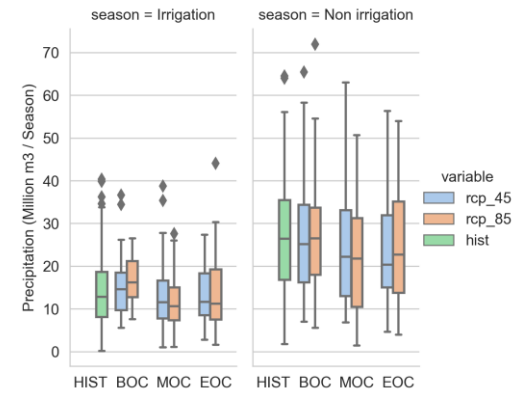 season = Irrigation
season = Non irrigation
Precipitation (Million m3 / Season)
70
60
50
40
30
20
10
0
HIST BOC MOC EOC
HIST BOC MOC EOC
variable
rcp_45
rcp_85
hist